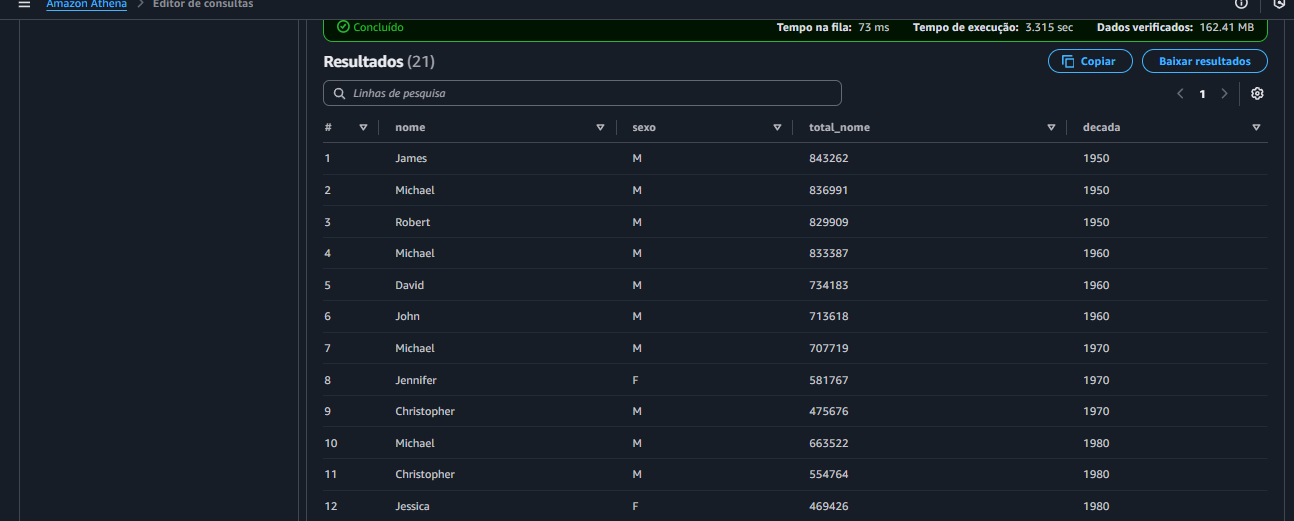 Amazon Athena > Editor de consultas
Concluído Tempo na fila: 73 ms Tempo de execução: 3.315 sec Dados verificados: 162.41 MB
Resultados (21) Copiar Baixar resultados
Linhas de pesquisa < 1 >
# nome sexo total_nome decada
1 James M 843262 1950
2 Michael M 836991 1950
3 Robert M 829909 1950
4 Michael M 833387 1960
5 David M 734183 1960
6 John M 713618 1960
7 Michael M 707719 1970
8 Jennifer F 581767 1970
9 Christopher M 475676 1970
10 Michael M 663522 1980
11 Christopher M 554764 1980
12 Jessica F 469426 1980